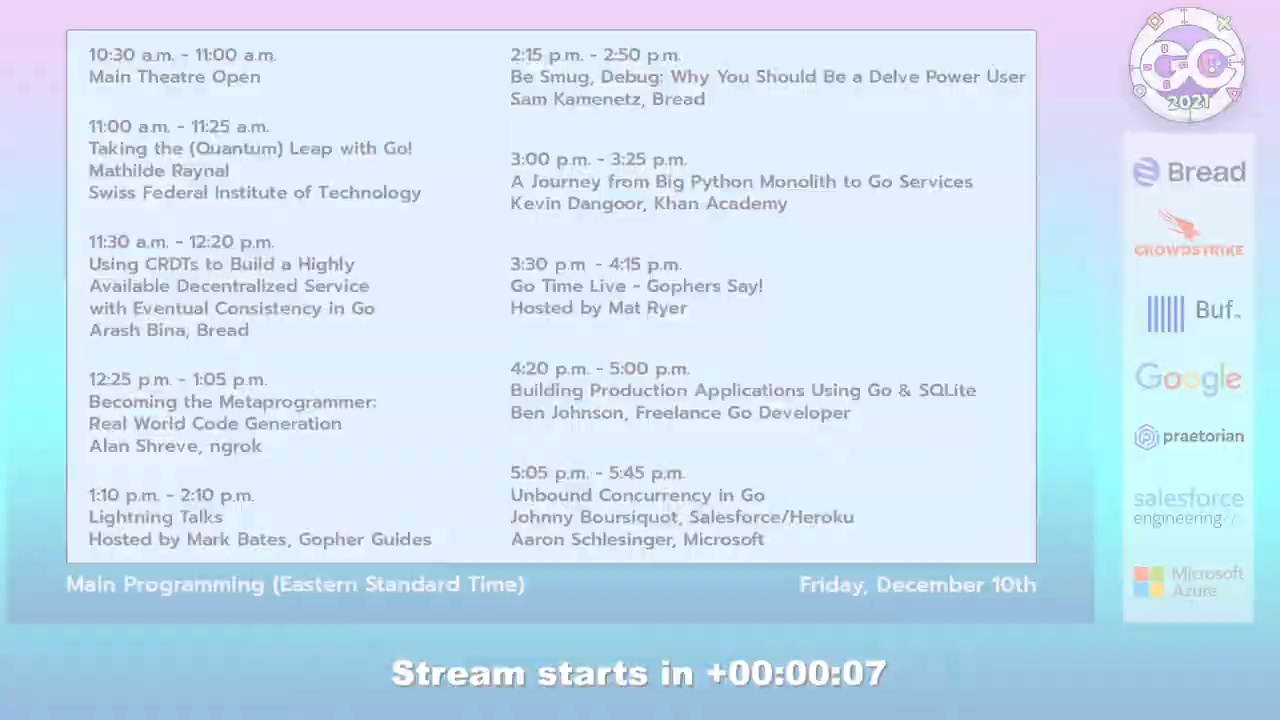 10:30 a.m. - 11:00 a.m.
Main Theatre Open
11:00 a.m. - 11:25 a.m.
Taking the (Quantum) Leap with Go!
Mathilde Raynal
Swiss Federal Institute of Technology
11:30 a.m. - 12:20 p.m.
Using CRDTs to Build a Highly
Available Decentralized Service
with Eventual Consistency in Go
Arash Bina, Bread
12:25 p.m. - 1:05 p.m.
Becoming the Metaprogrammer:
Real World Code Generation
Alan Shreve, ngrok
1:10 p.m. - 2:10 p.m.
Lightning Talks
Hosted by Mark Bates, Gopher Guides
2:15 p.m. - 2:50 p.m.
Be Smug, Debug: Why You Should Be a Delve Power User
Sam Kamenetz, Bread
3:00 p.m. - 3:25 p.m.
A Journey from Big Python Monolith to Go Services
Kevin Dangoor, Khan Academy
3:30 p.m - 4:15 p.m.
Go Time Live - Gophers Say!
Hosted by Mat Ryer
4:20 p.m. - 5:00 p.m.
Building Production Applications Using Go & SQLite
Ben Johnson, Freelance Go Developer
5:05 p.m. - 5:45 p.m.
Unbound Concurrency in Go
Johnny Boursiquot, Salesforce/Heroku
Aaron Schlesinger, Microsoft
Main Programming (Eastern Standard Time)
Friday, December 10th
GO
2021
Bread
CROWDSTRIKE
Buf
Google
praetorian
salesforce
engineering
Microsoft
Azure
Stream starts in +00:00:07